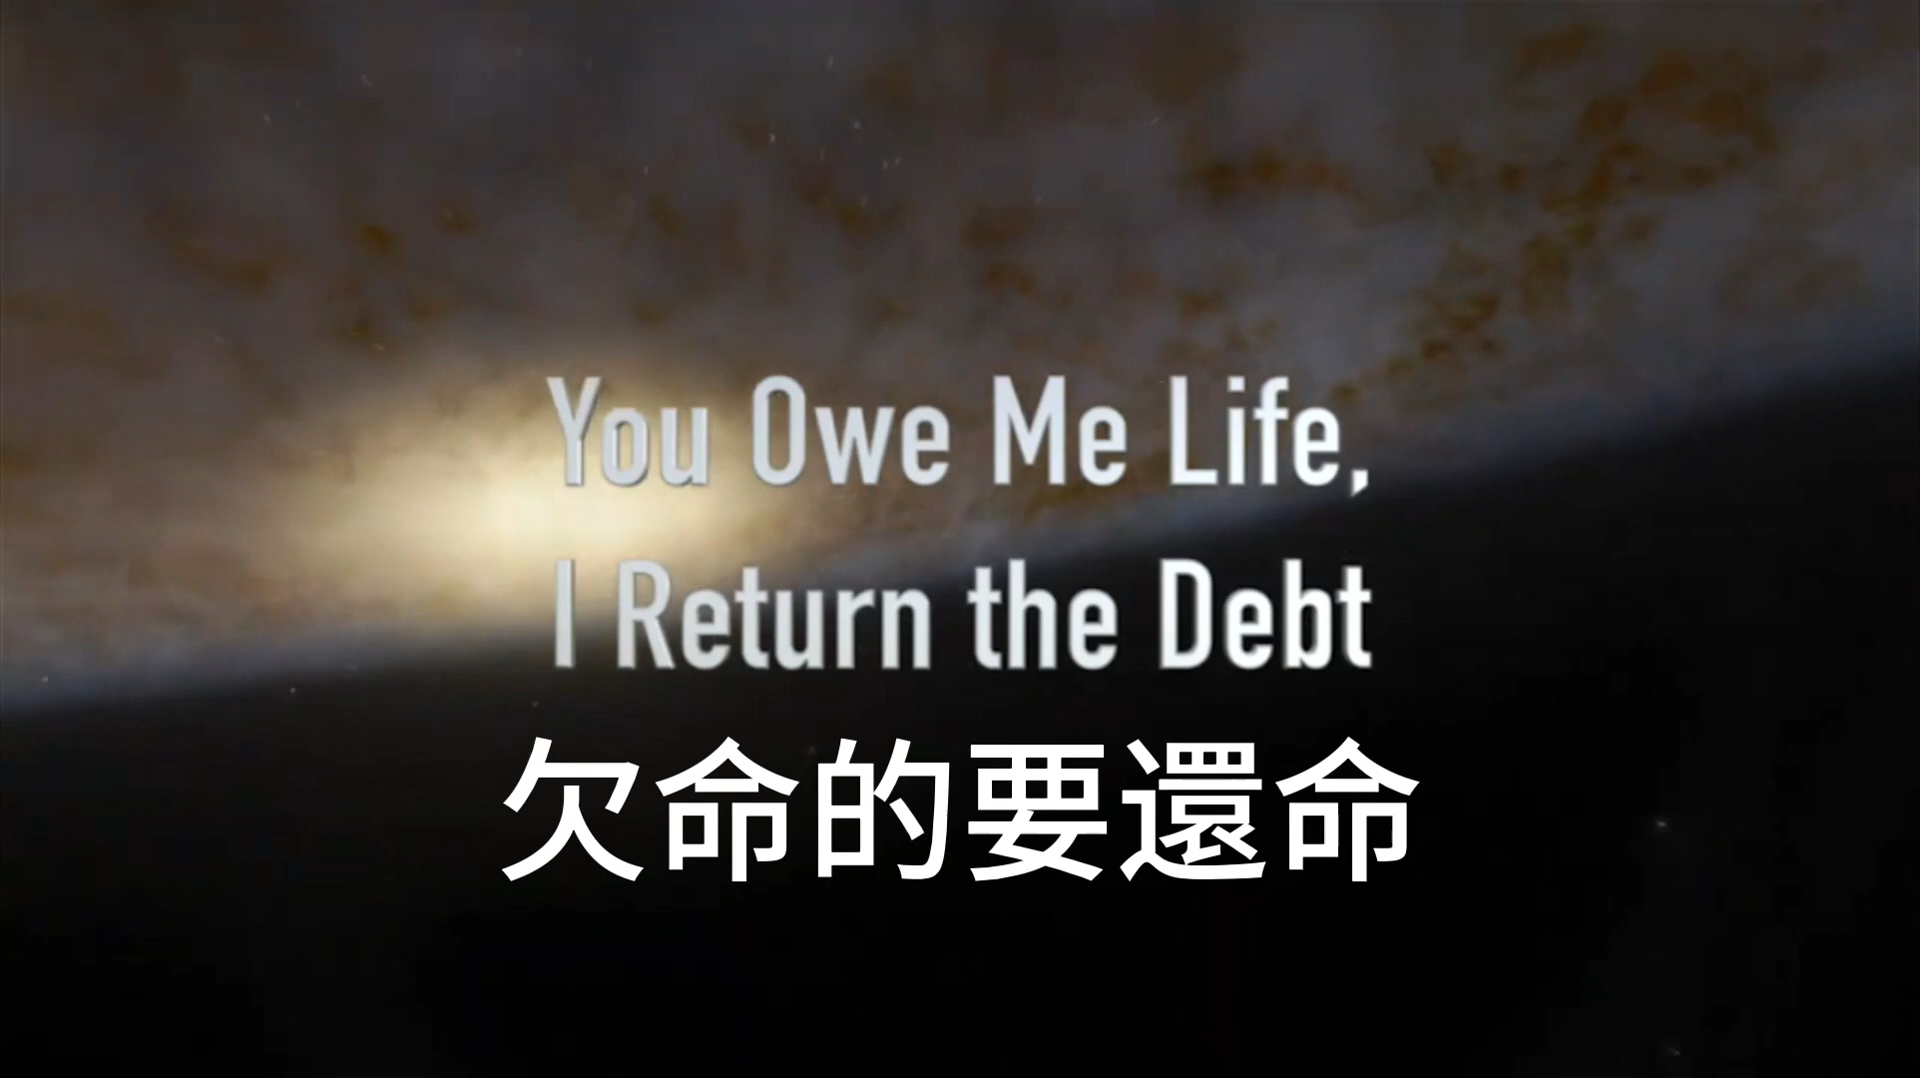 You Owe Me Life,
I Return the Debt
欠命的要還命